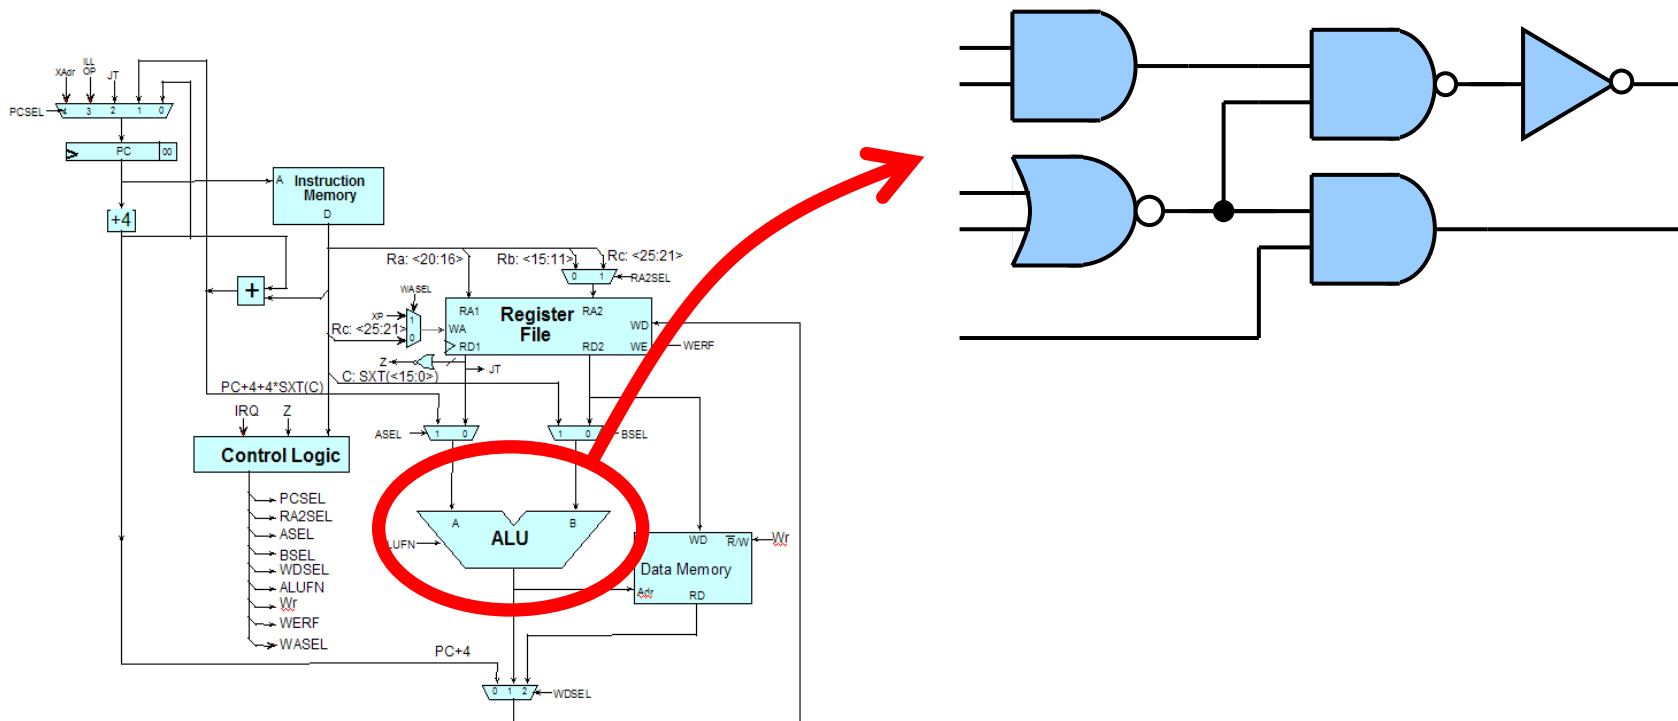 XAdr
ILL
OP
JT
PCSEL
4 3 2 1 0
PC 00
A Instruction
Memory
D
+4
Ra: <20:16>
Rb: <15:11>
Rc: <25:21>
0 1
RA2SEL
+
WASEL
XP
1
Rc: <25:21>
0
RA1
Register
File
RA2
WA
WD
RD1
RD2
WE
WERF
Z
JT
C: SXT(<15:0>)
PC+4+4*SXT(C)
IRQ
Z
ASEL
1 0
1 0
BSEL
Control Logic
PCSEL
RA2SEL
ASEL
BSEL
WDSEL
ALUFN
Wr
WERF
WASEL
A
B
ALU
LUFN
WD
R/W
Wr
Data Memory
Adr
RD
PC+4
0 1 2
WDSEL